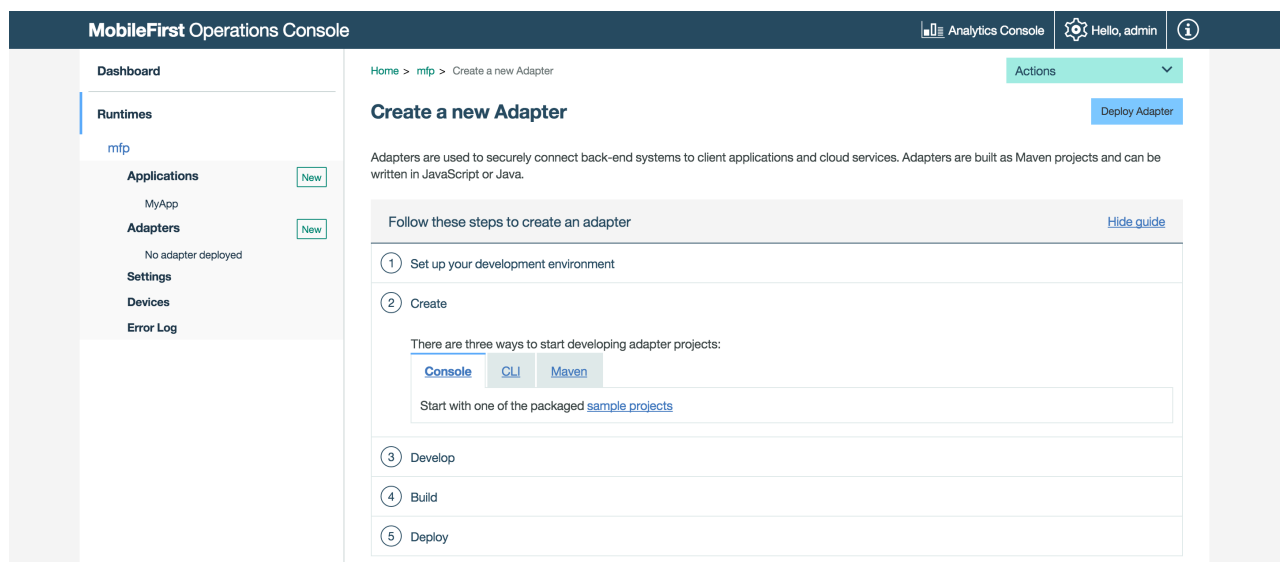 MobileFirst Operations Console
Analytics Console
Hello, admin
Dashboard
Runtimes
mfp
Applications New
MyApp
Adapters New
No adapter deployed
Settings
Devices
Error Log
Home > mfp > Create a new Adapter
Actions
Create a new Adapter
Deploy Adapter
Adapters are used to securely connect back-end systems to client applications and cloud services. Adapters are built as Maven projects and can be
written in JavaScript or Java.
Follow these steps to create an adapter
Hide guide
1 Set up your development environment
2 Create
There are three ways to start developing adapter projects:
Console CLI Maven
Start with one of the packaged sample projects
3 Develop
4 Build
5 Deploy